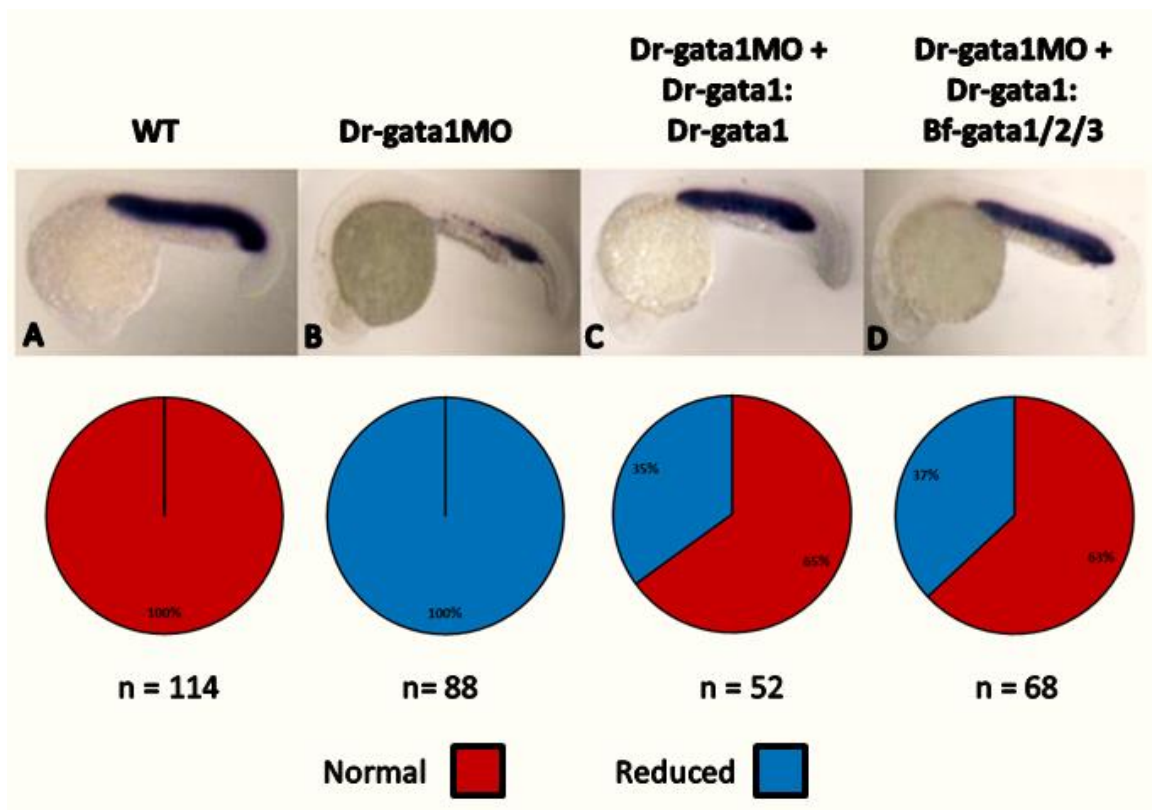 WT
Dr-gata1MO
Dr-gata1MO +
Dr-gata1:
Dr-gata1
Dr-gata1MO +
Dr-gata1:
Bf-gata1/2/3
A
B
C
D
100%
100%
35%
65%
37%
63%
n = 114
n= 88
n = 52
n = 68
Normal
Reduced